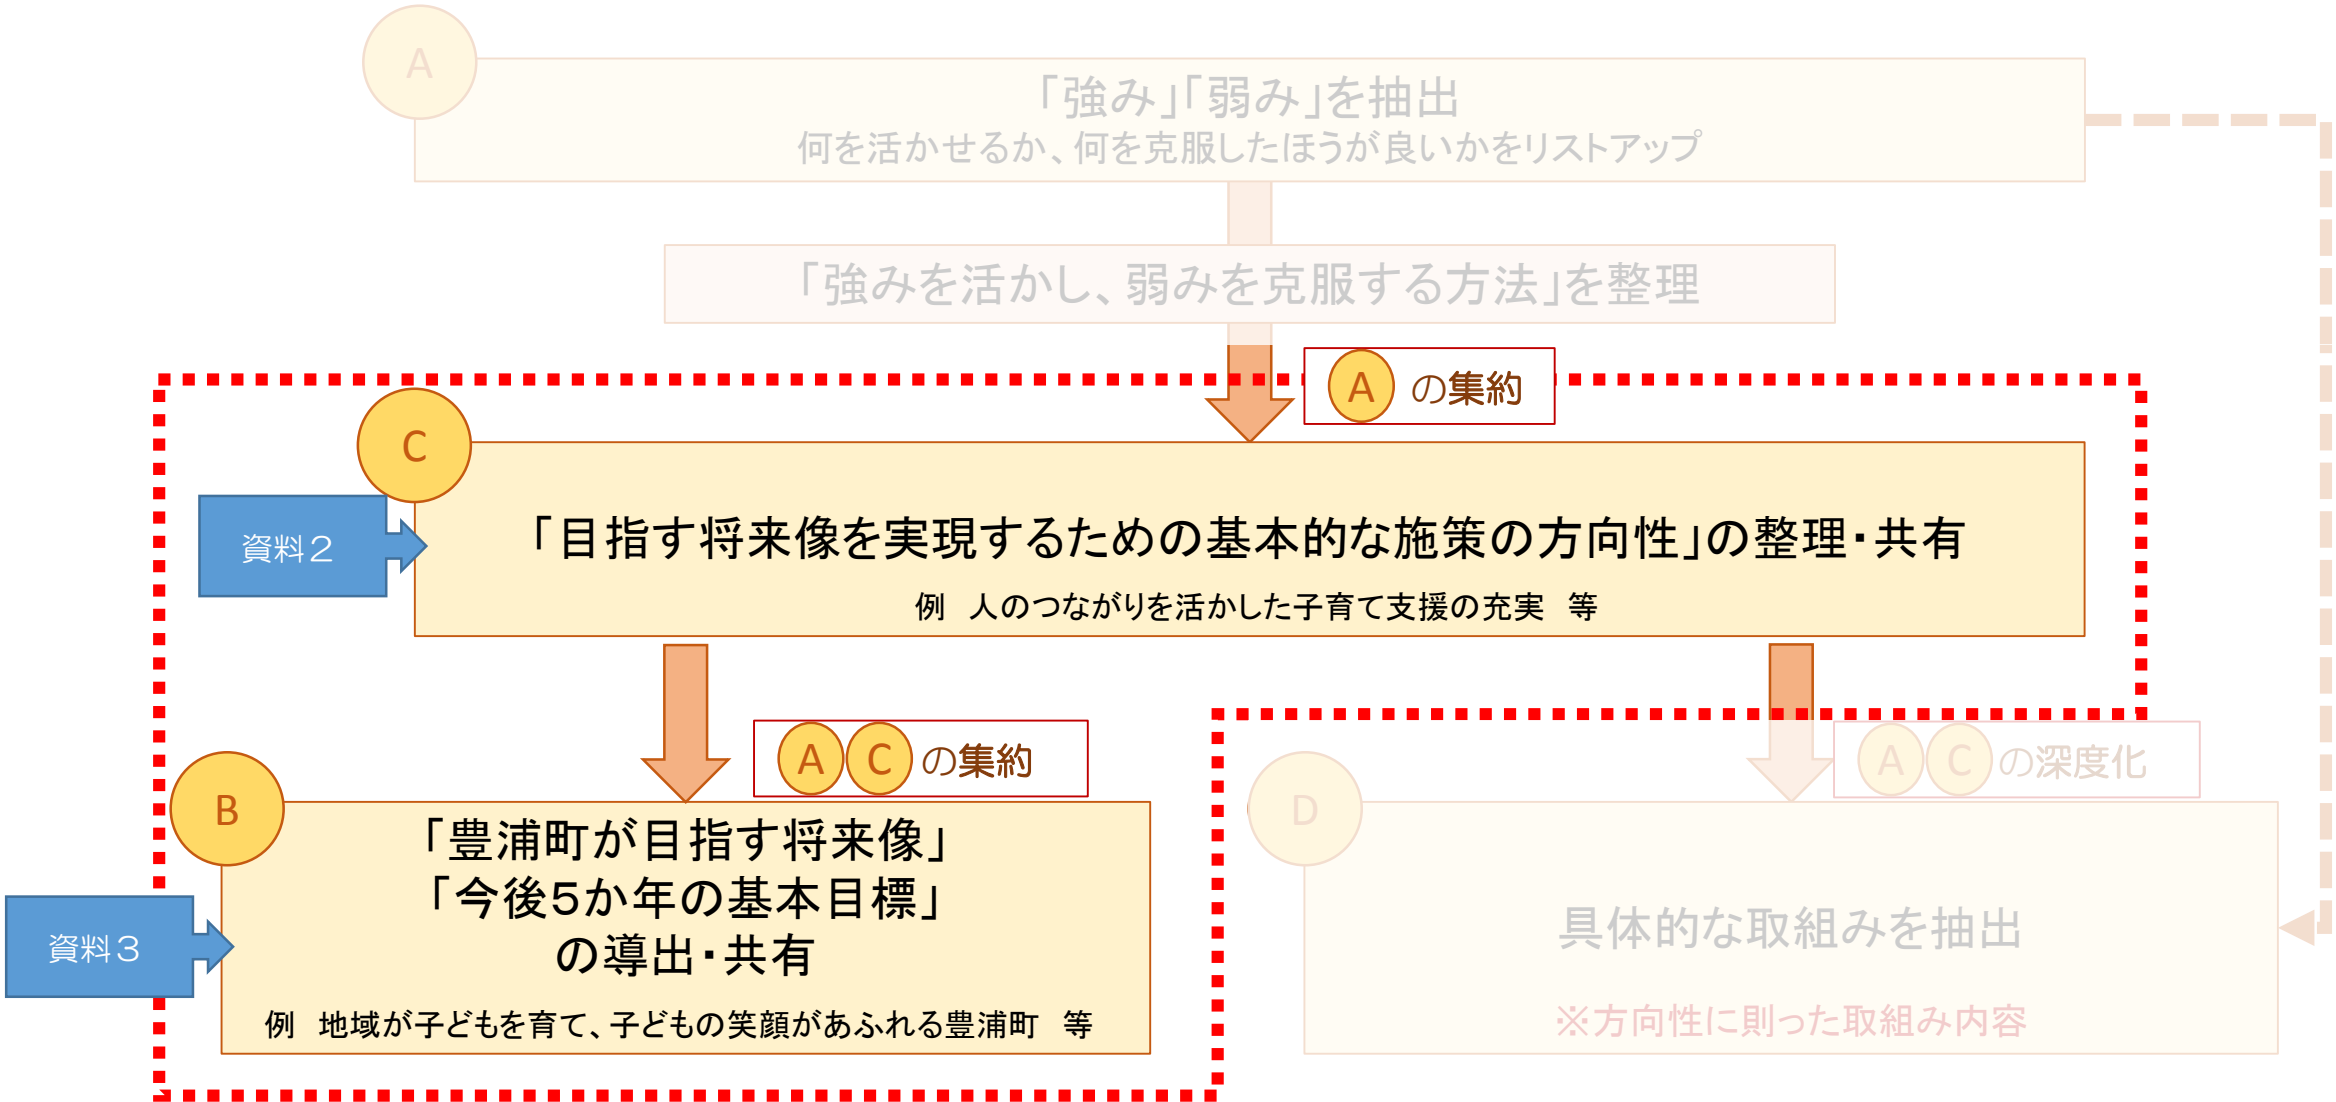 A
「強み」「弱み」を抽出
何を活かせるか、何を克服したほうが良いかをリストアップ
「強みを活かし、弱みを克服する方法」を整理
A の集約
C
資料２
「目指す将来像を実現するための基本的な施策の方向性」の整理・共有
例　人のつながりを活かした子育て支援の充実　等
A C の集約
A C の深度化
B
資料３
「豊浦町が目指す将来像」
「今後5か年の基本目標」
の導出・共有
例　地域が子どもを育て、子どもの笑顔があふれる豊浦町　等
D
具体的な取組みを抽出
※方向性に則った取組み内容